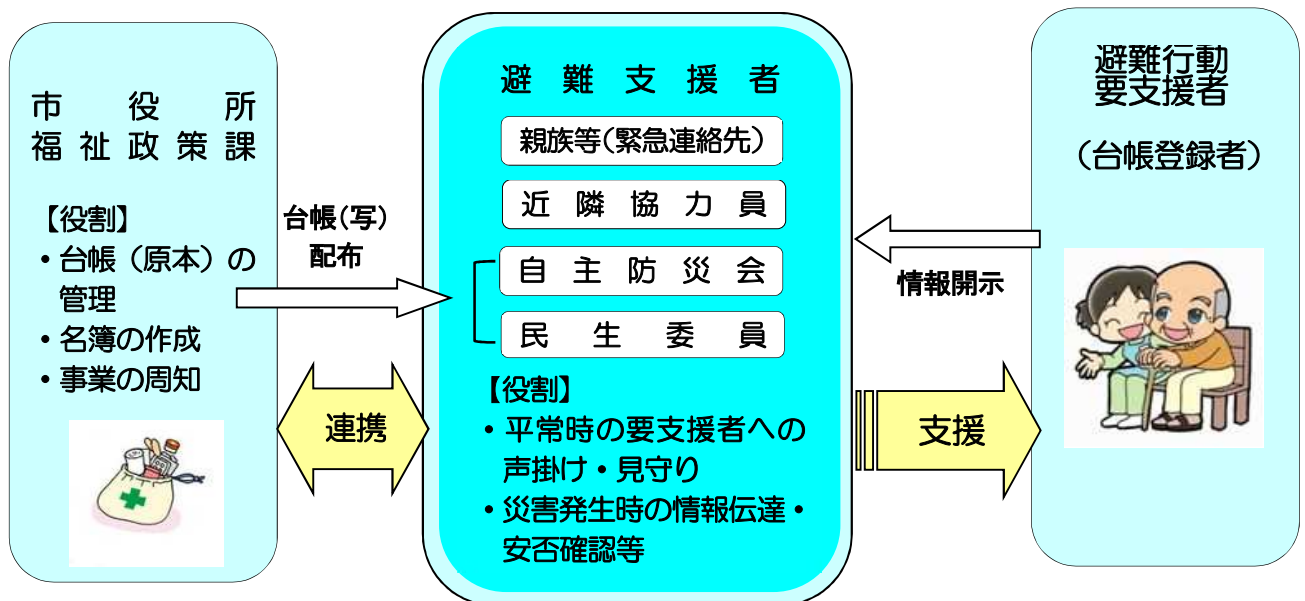 市役所
福祉政策課
【役割】
・台帳（原本）の
管理
・名簿の作成
・事業の周知
台帳(写)
配布
連携
避難支援者
親族等(緊急連絡先)
近隣協力員
自主防災会
民生委員
【役割】
・平常時の要支援者への
声掛け・見守り
・災害発生時の情報伝達・
安否確認等
情報開示
支援
避難行動
要支援者
（台帳登録者）